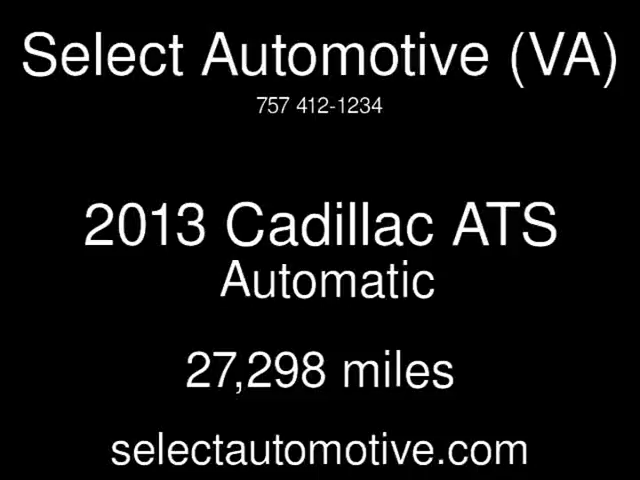 Select Automotive (VA)
757 412-1234
2013 Cadillac ATS
Automatic
27,298 miles
selectautomotive.com